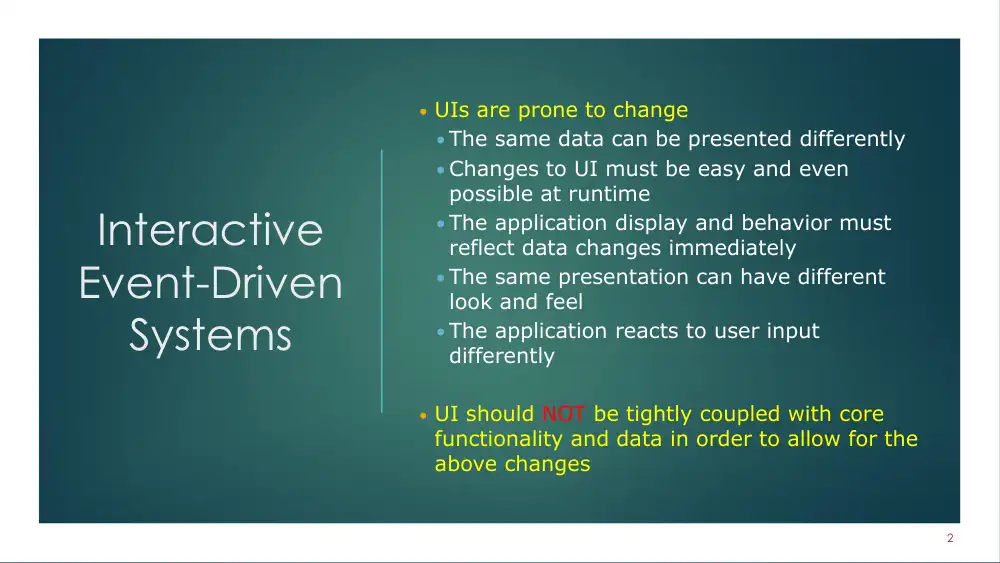 Interactive
Event-Driven
Systems
• UIs are prone to change
• The same data can be presented differently
• Changes to UI must be easy and even
possible at runtime
• The application display and behavior must
reflect data changes immediately
• The same presentation can have different
look and feel
• The application reacts to user input
differently
• UI should NOT be tightly coupled with core
functionality and data in order to allow for the
above changes
2